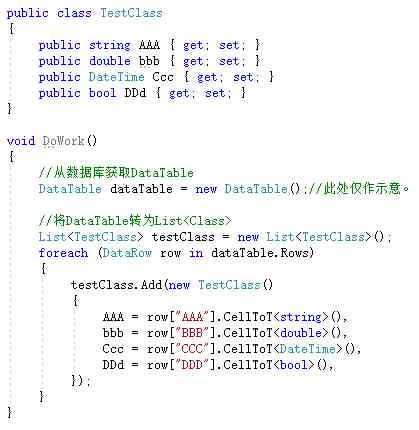 public class TestClass
{
    public string AAA { get; set; }
    public double bbb { get; set; }
    public DateTime Ccc { get; set; }
    public bool DDd { get; set; }
}
void DoWork()
{
    //从数据库获取DataTable
    DataTable dataTable = new DataTable();//此处仅作示意。
    //将DataTable转为List<Class>
    List<TestClass> testClass = new List<TestClass>();
    foreach (DataRow row in dataTable.Rows)
    {
        testClass.Add(new TestClass()
        {
            AAA = row["AAA"].CellToT<string>(),
            bbb = row["BBB"].CellToT<double>(),
            Ccc = row["CCC"].CellToT<DateTime>(),
            DDd = row["DDD"].CellToT<bool>(),
        });
    }
}